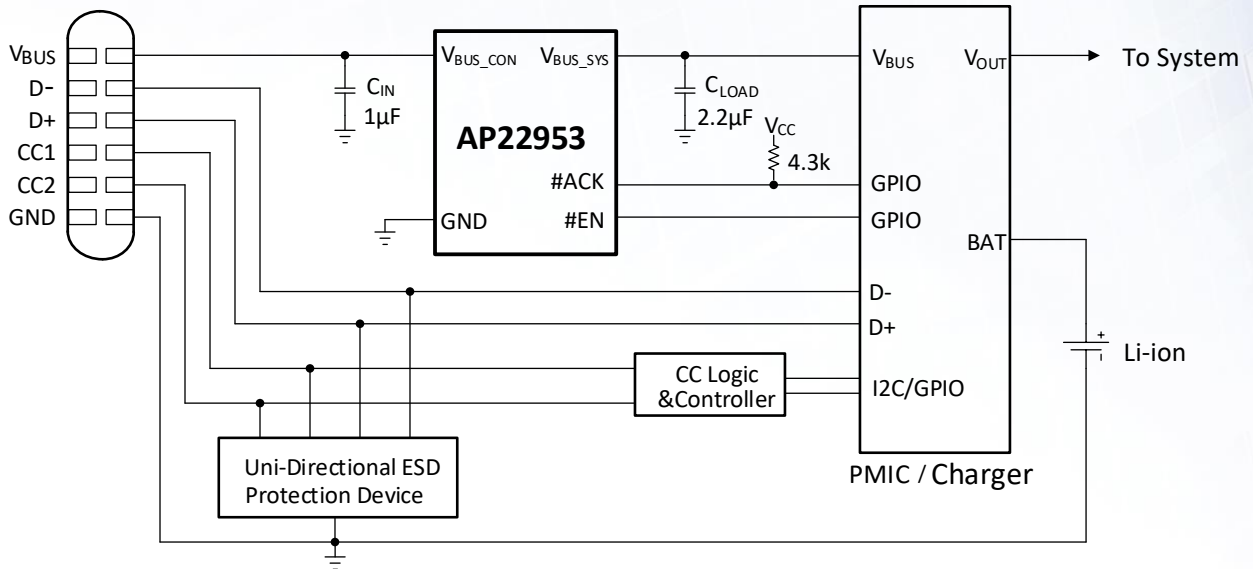 VBUS
D-
D+
CC1
CC2
GND
CIN
1µF
VBUS_CON
VBUS_SYS
AP22953
#ACK
GND
#EN
CLOAD
2.2µF
VCC
4.3k
VBUS
VOUT
To System
GPIO
GPIO
BAT
D-
D+
I2C/GPIO
PMIC / Charger
+
Li-ion
CC Logic
&Controller
Uni-Directional ESD
Protection Device